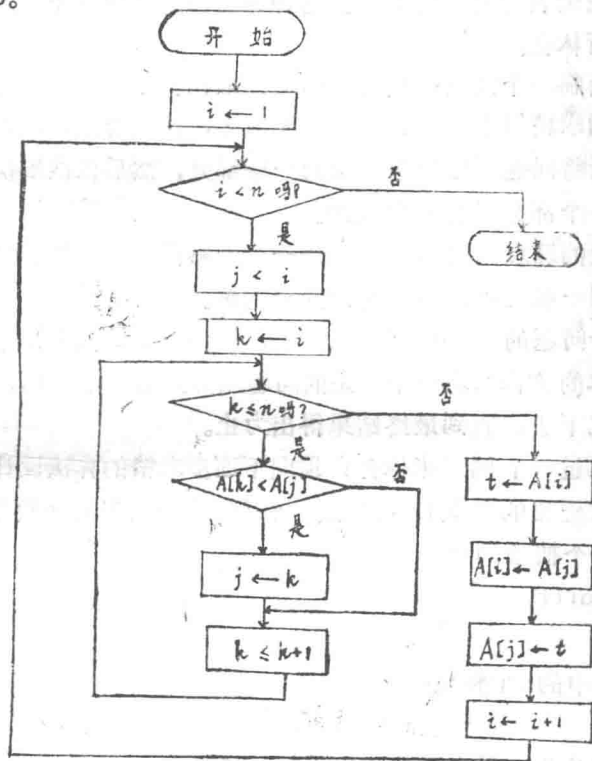 开 始
i ← 1
i < n 吗?
否
是
结束
j < i
k ← i
k ≤ n 吗?
否
是
A[k] < A[j]
否
是
j ← k
k ≤ k+1
t ← A[i]
A[i] ← A[j]
A[j] ← t
i ← i+1